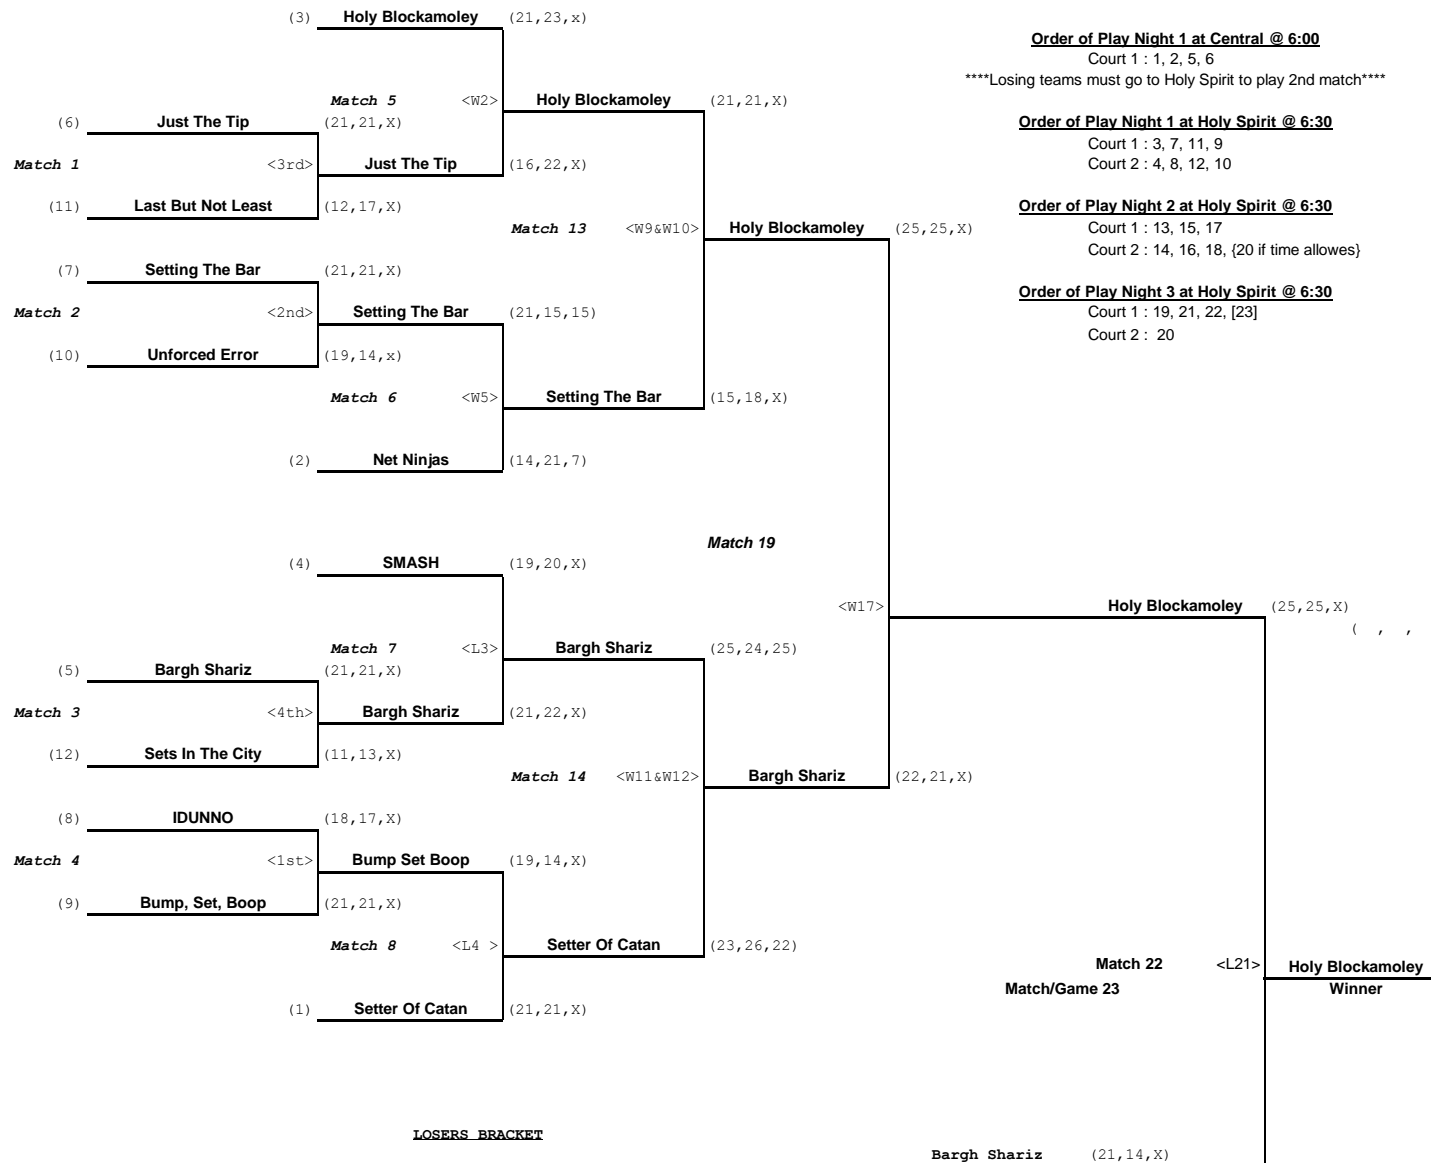 (3) Holy Blockamoley (21,23,x)
Order of Play Night 1 at Central @ 6:00
Court 1 : 1, 2, 5, 6
****Losing teams must go to Holy Spirit to play 2nd match****
Match 5 <W2> Holy Blockamoley (21,21,X)
(6) Just The Tip (21,21,X)
Order of Play Night 1 at Holy Spirit @ 6:30
Court 1 : 3, 7, 11, 9
Match 1 <3rd> Just The Tip (16,22,X)
Court 2 : 4, 8, 12, 10
(11) Last But Not Least (12,17,X)
Order of Play Night 2 at Holy Spirit @ 6:30
Match 13 <W9&W10> Holy Blockamoley (25,25,X)
Court 1 : 13, 15, 17
Court 2 : 14, 16, 18, {20 if time allowes}
(7) Setting The Bar (21,21,X)
Order of Play Night 3 at Holy Spirit @ 6:30
Match 2 <2nd> Setting The Bar (21,15,15)
Court 1 : 19, 21, 22, [23]
Court 2 : 20
(10) Unforced Error (19,14,x)
Match 6 <W5> Setting The Bar (15,18,X)
(2) Net Ninjas (14,21,7)
Match 19
(4) SMASH (19,20,X)
<W17> Holy Blockamoley (25,25,X)
( , ,
Match 7 <L3> Bargh Shariz (25,24,25)
(5) Bargh Shariz (21,21,X)
Match 3 <4th> Bargh Shariz (21,22,X)
(12) Sets In The City (11,13,X)
Match 14 <W11&W12> Bargh Shariz (22,21,X)
(8) IDUNNO (18,17,X)
Match 4 <1st> Bump Set Boop (19,14,X)
(9) Bump, Set, Boop (21,21,X)
Match 8 <L4 > Setter Of Catan (23,26,22)
Match 22 <L21> Holy Blockamoley
Match/Game 23 Winner
(1) Setter Of Catan (21,21,X)
LOSERS BRACKET
Bargh Shariz (21,14,X)